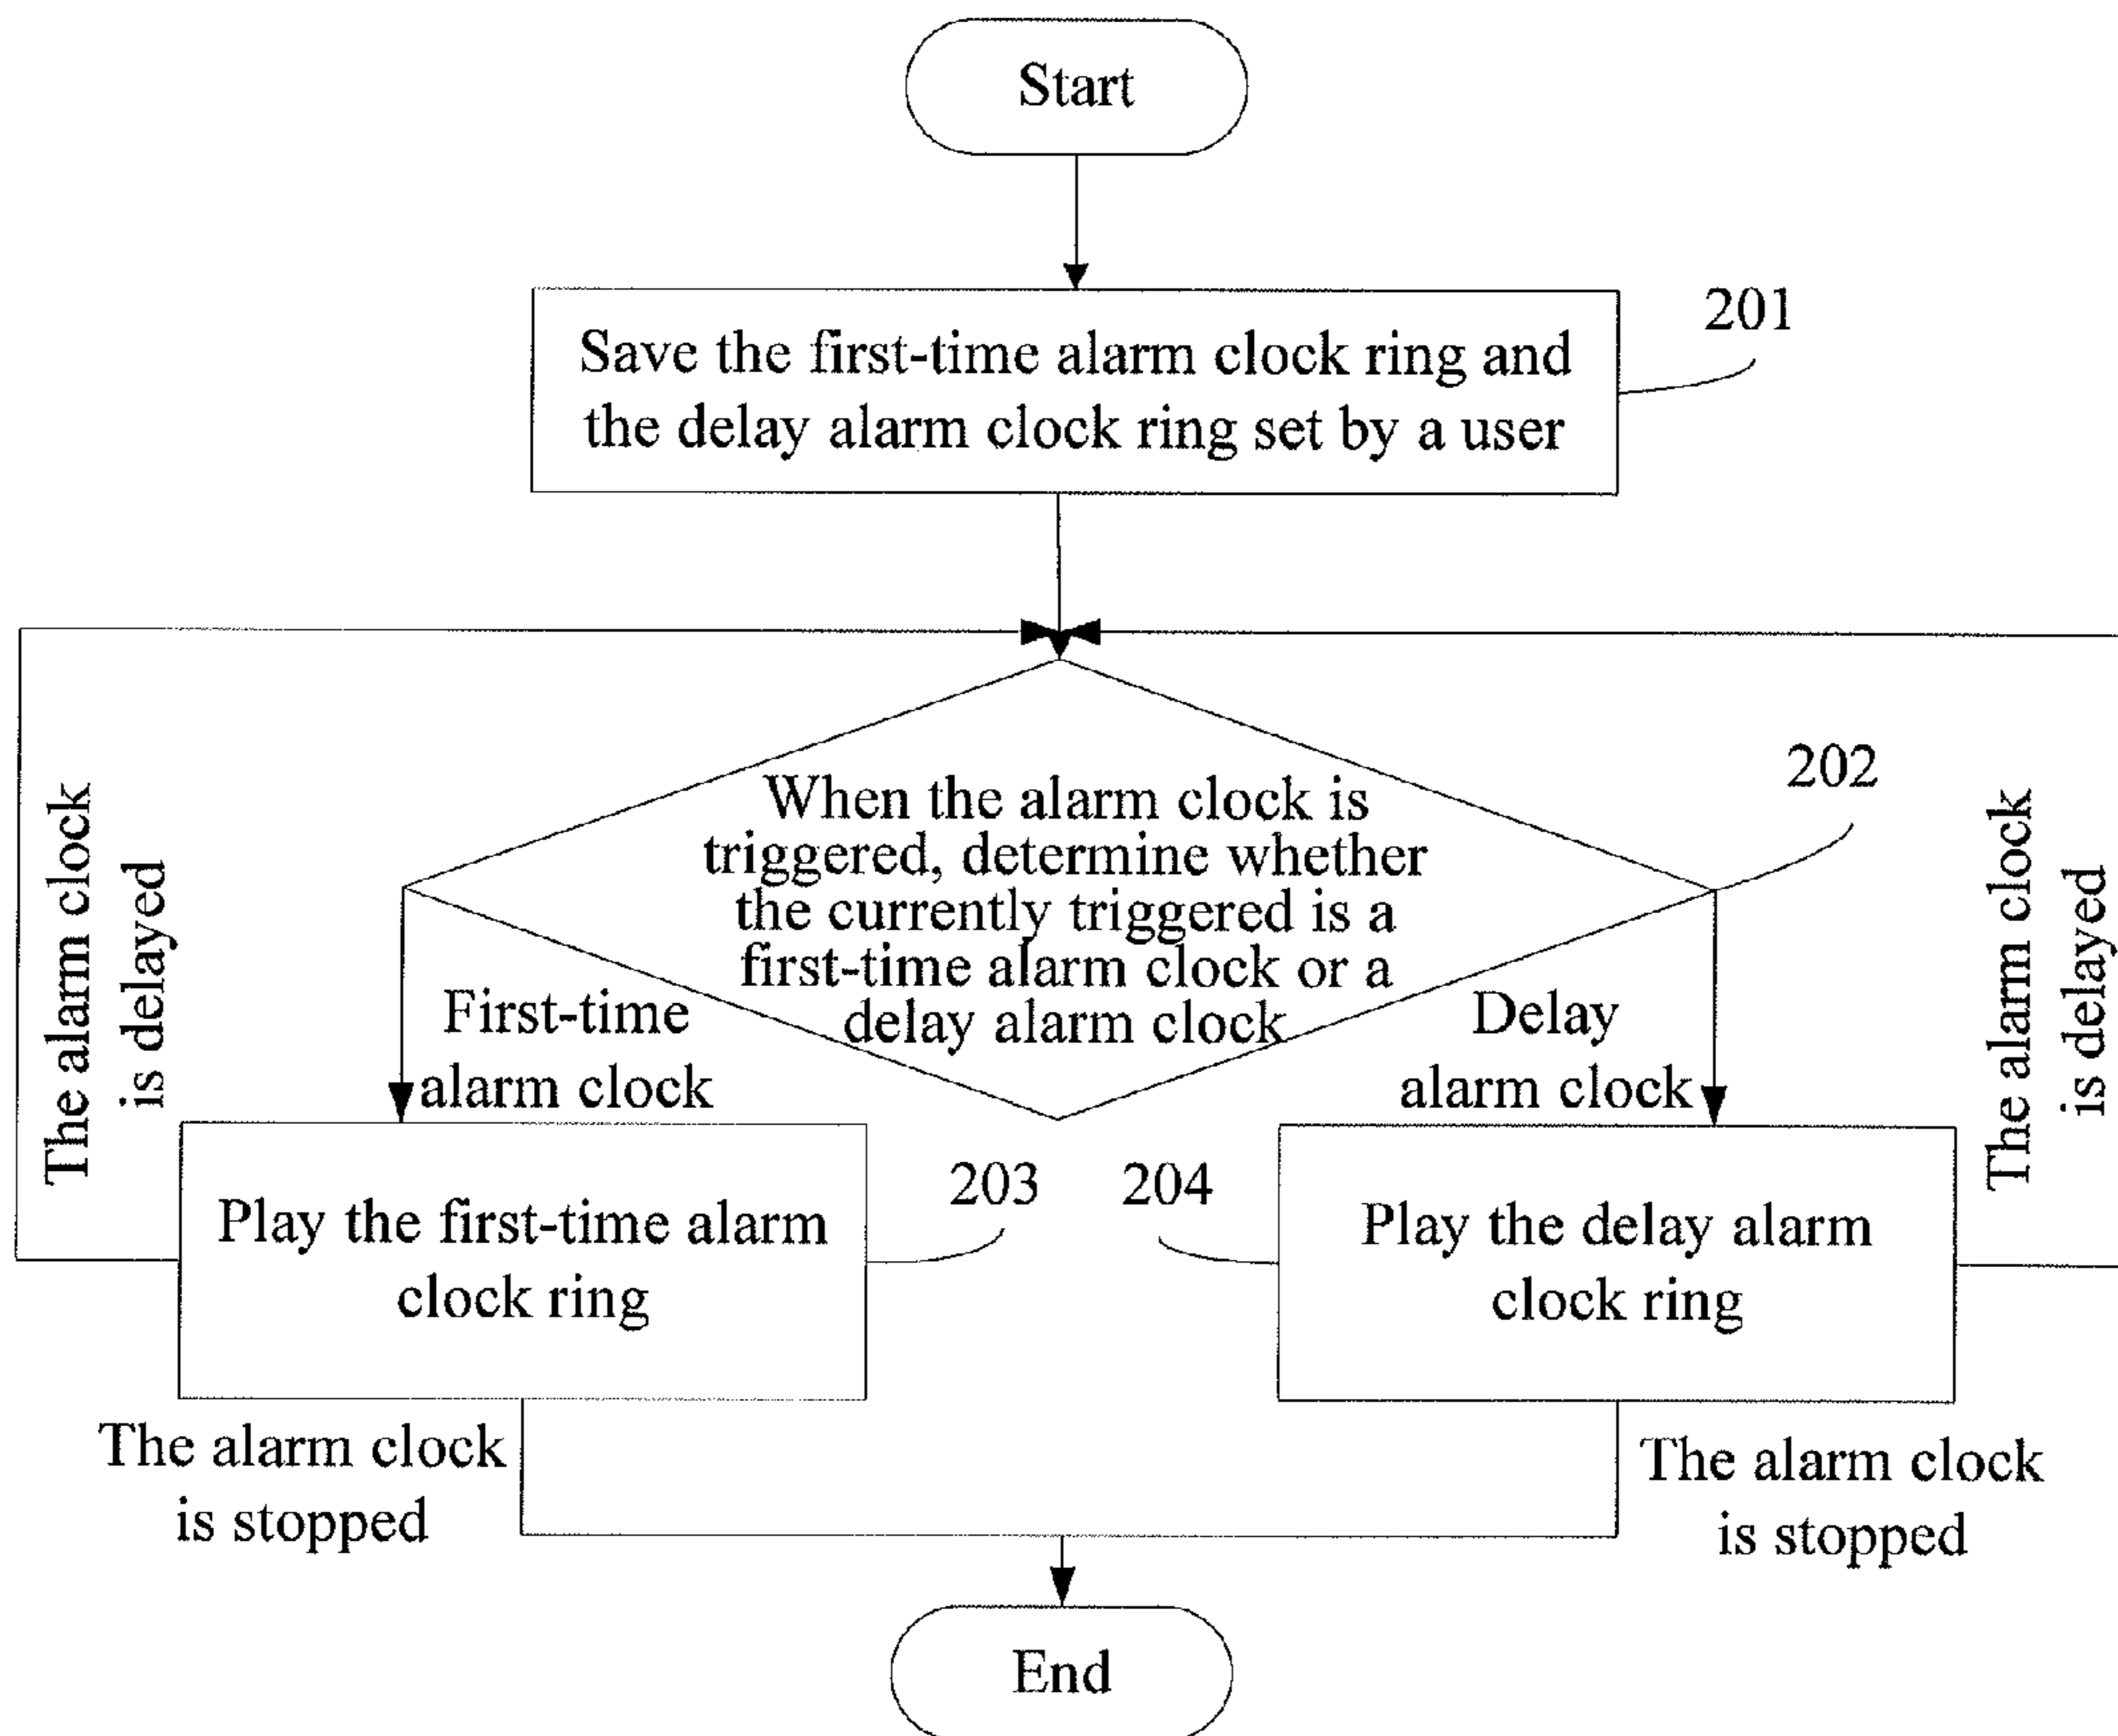 Start
201
Save the first-time alarm clock ring and
the delay alarm clock ring set by a user
202
When the alarm clock is
triggered, determine whether
the currently triggered is a
first-time alarm clock or a
delay alarm clock
The alarm clock
is delayed
First-time
alarm clock
Delay
alarm clock
The alarm clock
is delayed
203
204
Play the first-time alarm
clock ring
Play the delay alarm
clock ring
The alarm clock
is stopped
The alarm clock
is stopped
End